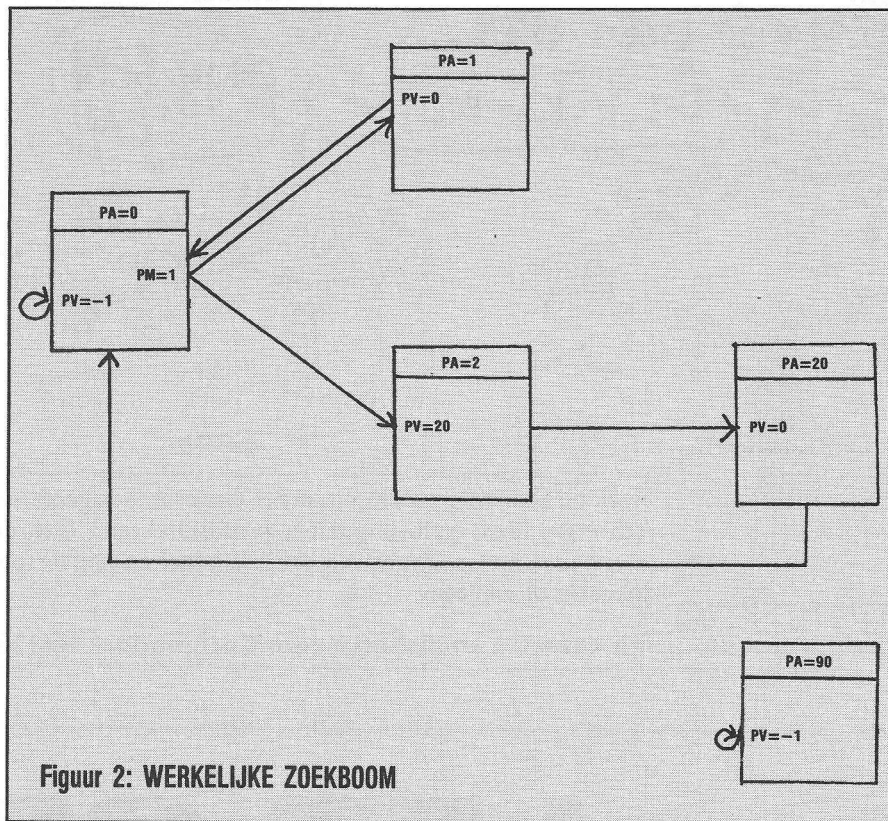 PA=1
PV=0
PA=0
PM=1
PV=-1
PA=2
PV=20
PA=20
PV=0
PA=90
PV=-1
Figuur 2: WERKELIJKE ZOEKBOOM